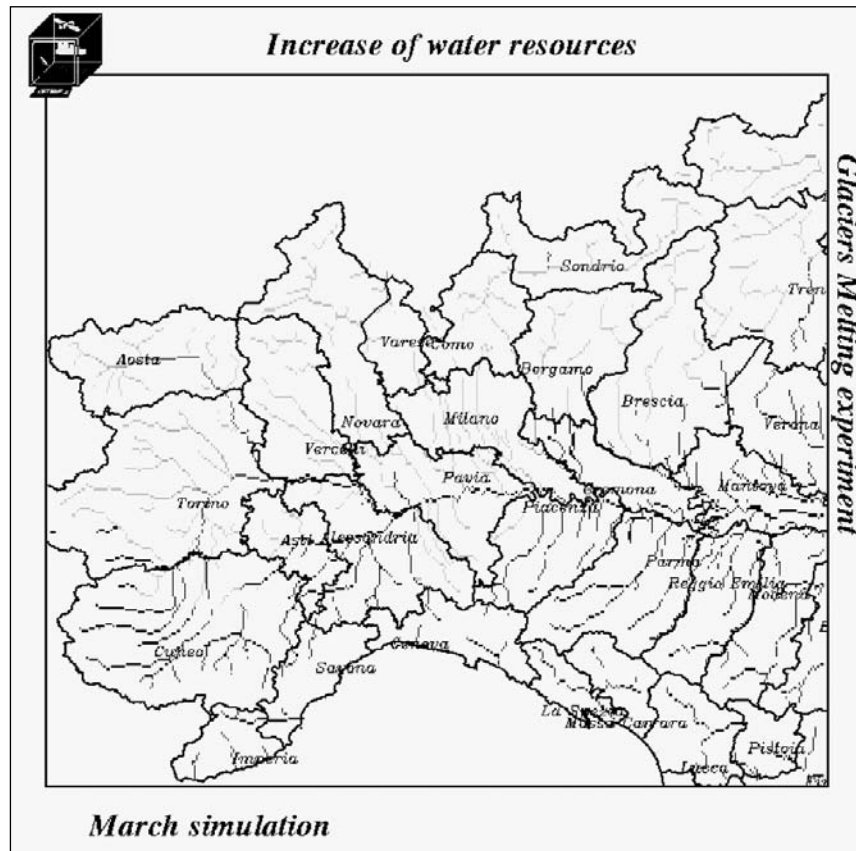 Increase of water resources
Glaciers Melting experiment
Sondrio
Aosta
Varese
Como
Bergamo
Brescia
Novara
Milano
Verona
Vercelli
Pavia
Cremona
Mantova
Torino
Piacenza
Asti
Alessandria
Parma
Reggio Emilia
Modena
Cuneo
Genova
Savona
La Spezia
Massa Carrara
Imperia
Pistoia
Lucca
March simulation